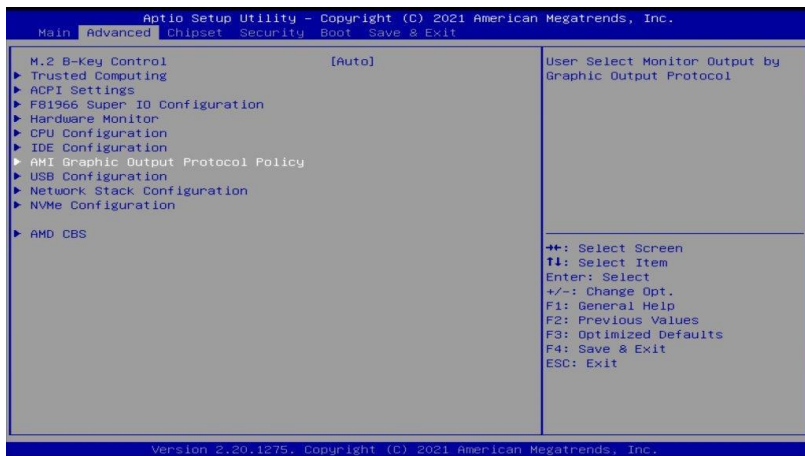 Aptio Setup Utility – Copyright (C) 2021 American Megatrends, Inc.
Main Advanced Chipset Security Boot Save & Exit
M.2 B-Key Control [Auto]
Trusted Computing
ACPI Settings
F81966 Super IO Configuration
Hardware Monitor
CPU Configuration
IDE Configuration
AMI Graphic Output Protocol Policy
USB Configuration
Network Stack Configuration
NVMe Configuration
AMD CBS
User Select Monitor Output by
Graphic Output Protocol
→←: Select Screen
↑↓: Select Item
Enter: Select
+/-: Change Opt.
F1: General Help
F2: Previous Values
F3: Optimized Defaults
F4: Save & Exit
ESC: Exit
Version 2.20.1275. Copyright (C) 2021 American Megatrends, Inc.